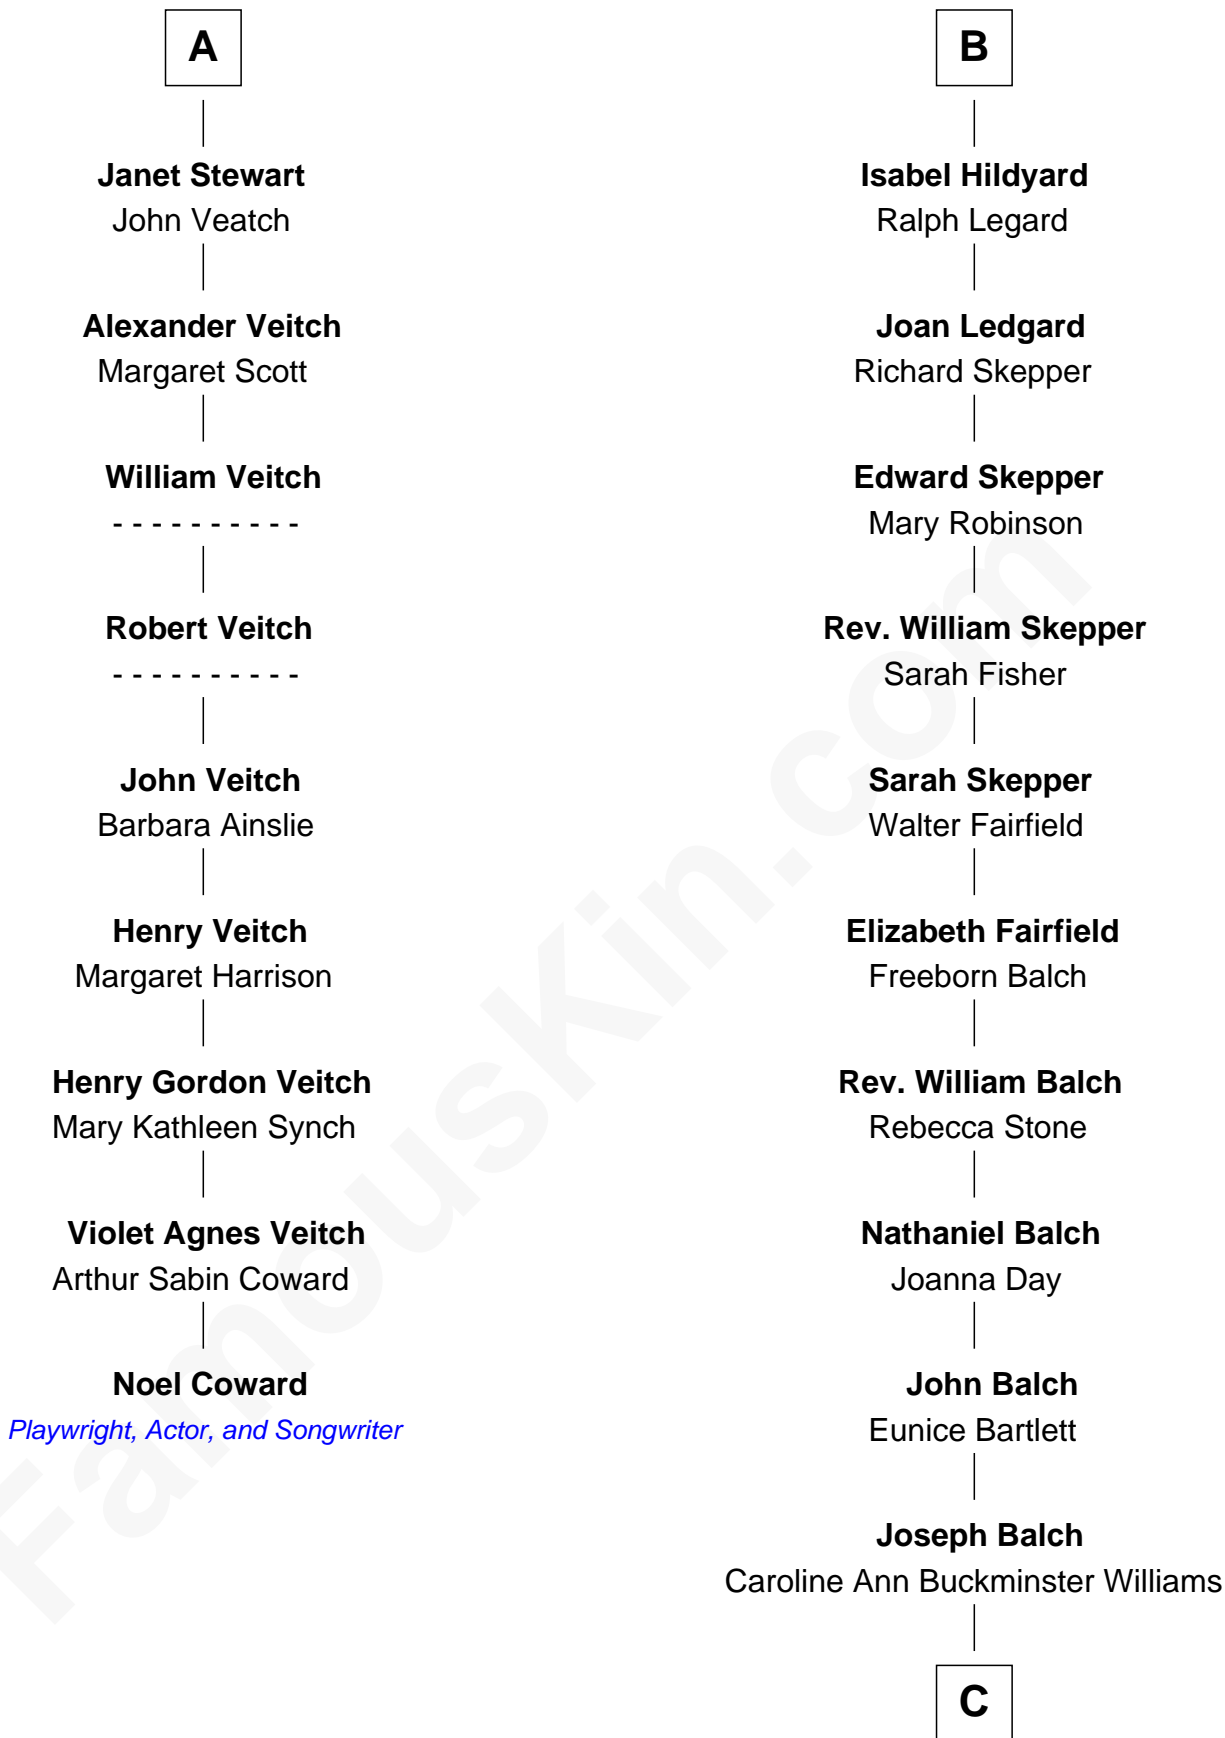 A
Janet Stewart
John Veatch
Alexander Veitch
Margaret Scott
William Veitch
- - - - - - - - - -
Robert Veitch
- - - - - - - - - -
John Veitch
Barbara Ainslie
Henry Veitch
Margaret Harrison
Henry Gordon Veitch
Mary Kathleen Synch
Violet Agnes Veitch
Arthur Sabin Coward
Noel Coward
Playwright, Actor, and Songwriter
B
Isabel Hildyard
Ralph Legard
Joan Ledgard
Richard Skepper
Edward Skepper
Mary Robinson
Rev. William Skepper
Sarah Fisher
Sarah Skepper
Walter Fairfield
Elizabeth Fairfield
Freeborn Balch
Rev. William Balch
Rebecca Stone
Nathaniel Balch
Joanna Day
John Balch
Eunice Bartlett
Joseph Balch
Caroline Ann Buckminster Williams
C
FamousKin.com